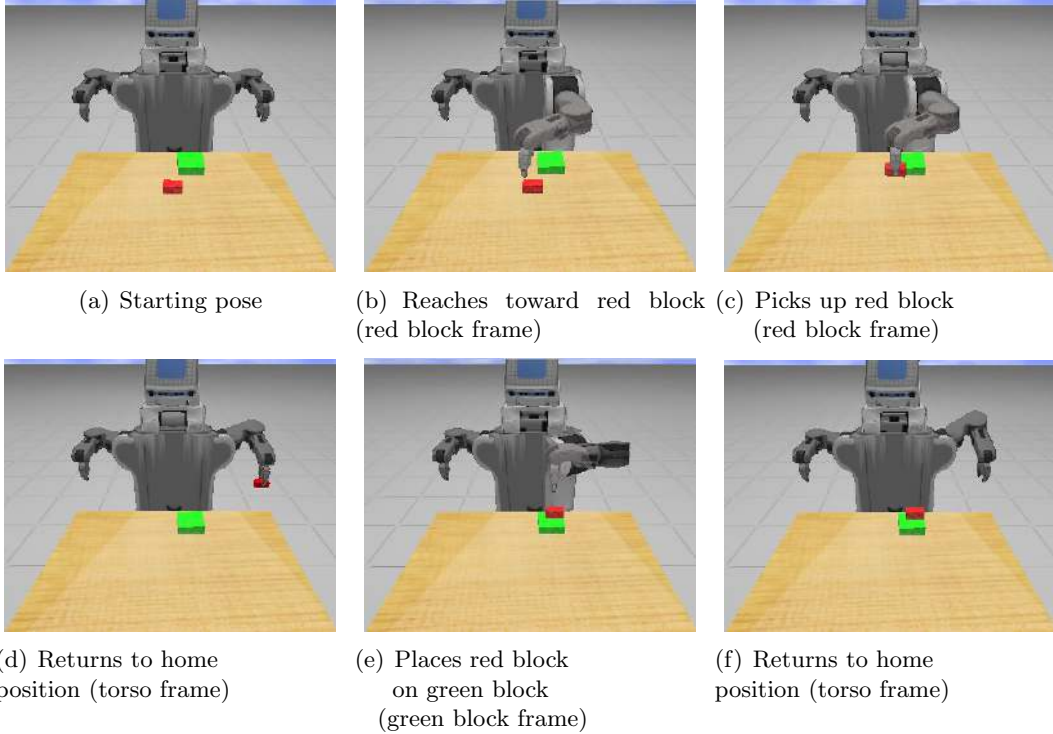 (a) Starting pose
(b) Reaches toward red block
(red block frame)
(c) Picks up red block
(red block frame)
(d) Returns to home
position (torso frame)
(e) Places red block
on green block
(green block frame)
(f) Returns to home
position (torso frame)